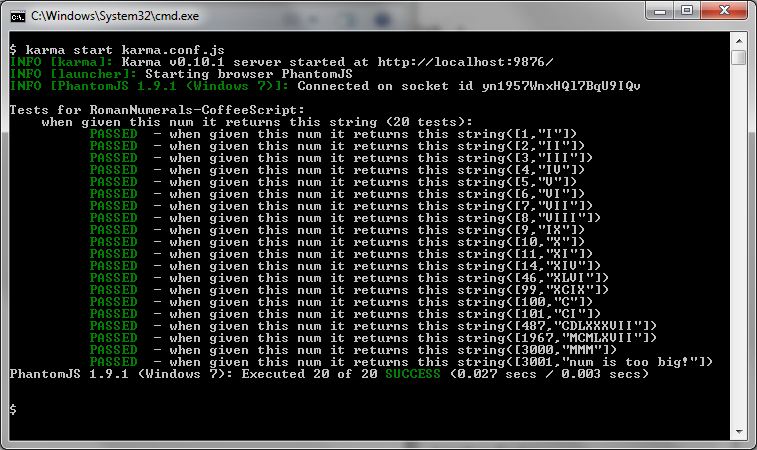 C:\Windows\System32\cmd.exe
$ karma start karma.conf.js
INFO [karma]: Karma v0.10.1 server started at http://localhost:9876/
INFO [launcher]: Starting browser PhantomJS
INFO [PhantomJS 1.9.1 (Windows 7)]: Connected on socket id yn1957WnxHQl7BqU9IQv
Tests for RomanNumerals-CoffeeScript:
when given this num it returns this string (20 tests):
PASSED - when given this num it returns this string([1,"I"])
PASSED - when given this num it returns this string([2,"II"])
PASSED - when given this num it returns this string([3,"III"])
PASSED - when given this num it returns this string([4,"IV"])
PASSED - when given this num it returns this string([5,"V"])
PASSED - when given this num it returns this string([6,"VI"])
PASSED - when given this num it returns this string([7,"VII"])
PASSED - when given this num it returns this string([8,"VIII"])
PASSED - when given this num it returns this string([9,"IX"])
PASSED - when given this num it returns this string([10,"X"])
PASSED - when given this num it returns this string([11,"XI"])
PASSED - when given this num it returns this string([14,"XIV"])
PASSED - when given this num it returns this string([46,"XLVI"])
PASSED - when given this num it returns this string([99,"XCIX"])
PASSED - when given this num it returns this string([100,"C"])
PASSED - when given this num it returns this string([101,"CI"])
PASSED - when given this num it returns this string([487,"CDLXXXVII"])
PASSED - when given this num it returns this string([1967,"MCMLXVII"])
PASSED - when given this num it returns this string([3000,"MMM"])
PASSED - when given this num it returns this string([3001,"num is too big!"])
PhantomJS 1.9.1 (Windows 7): Executed 20 of 20 SUCCESS (0.027 secs / 0.003 secs)
$